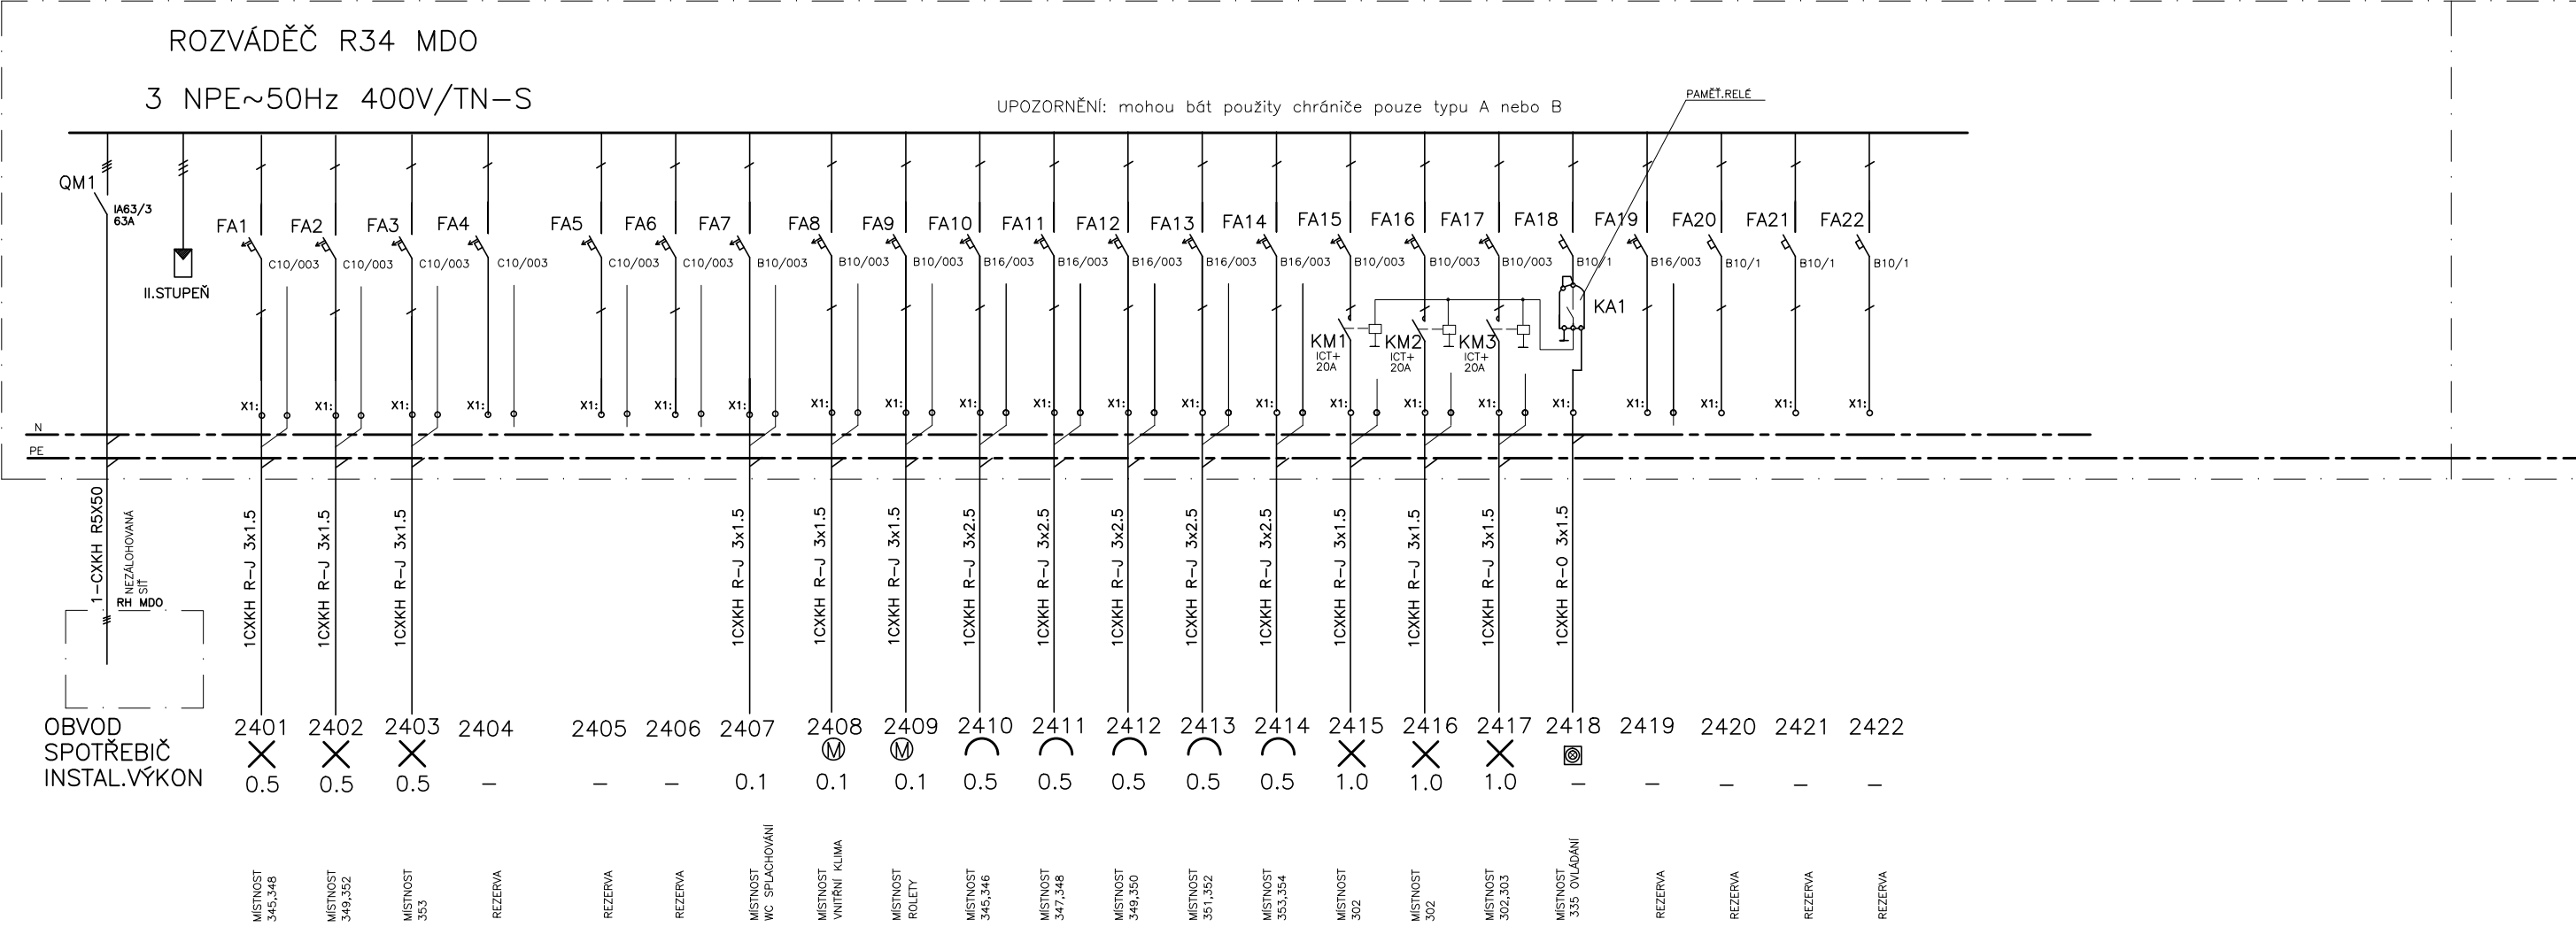 ROZVÁDĚČ R34 MDO
3 NPE~50Hz 400V/TN-S
UPOZORNĚNÍ: mohou bát použity chrániče pouze typu A nebo B
PAMĚŤ.RELÉ
QM1
IA63/3
63A
II.STUPEŇ
FA1 FA2 FA3 FA4 FA5 FA6 FA7 FA8 FA9 FA10 FA11 FA12 FA13 FA14 FA15 FA16 FA17 FA18 FA19 FA20 FA21 FA22
C10/003 C10/003 C10/003 C10/003 C10/003 C10/003 B10/003 B10/003 B10/003 B16/003 B16/003 B16/003 B16/003 B16/003 B10/003 B10/003 B10/003 B10/1 B16/003 B10/1 B10/1 B10/1
KA1
KM1 KM2 KM3
ICT+ ICT+ ICT+
20A 20A 20A
X1: X1: X1: X1: X1: X1: X1: X1: X1: X1: X1: X1: X1: X1: X1: X1: X1: X1: X1: X1: X1: X1:
N
PE
1-CXKH R5X50
NEZÁLOHOVANÁ
SÍŤ
RH MDO
1CXKH R-J 3x1.5
1CXKH R-J 3x1.5
1CXKH R-J 3x1.5
1CXKH R-J 3x1.5
1CXKH R-J 3x1.5
1CXKH R-J 3x1.5
1CXKH R-J 3x2.5
1CXKH R-J 3x2.5
1CXKH R-J 3x2.5
1CXKH R-J 3x2.5
1CXKH R-J 3x2.5
1CXKH R-J 3x1.5
1CXKH R-J 3x1.5
1CXKH R-J 3x1.5
1CXKH R-O 3x1.5
OBVOD 2401 2402 2403 2404 2405 2406 2407 2408 2409 2410 2411 2412 2413 2414 2415 2416 2417 2418 2419 2420 2421 2422
SPOTŘEBIČ M M
INSTAL.VÝKON 0.5 0.5 0.5 - - - 0.1 0.1 0.1 0.5 0.5 0.5 0.5 0.5 1.0 1.0 1.0 - - - - -
MÍSTNOST
345,348
MÍSTNOST
349,352
MÍSTNOST
353
REZERVA
REZERVA
REZERVA
MÍSTNOST
WC SPLACHOVÁNÍ
MÍSTNOST
VNITŘNÍ KLIMA
MÍSTNOST
ROLETY
MÍSTNOST
345,346
MÍSTNOST
347,348
MÍSTNOST
349,350
MÍSTNOST
351,352
MÍSTNOST
353,354
MÍSTNOST
302
MÍSTNOST
302
MÍSTNOST
302,303
MÍSTNOST
335 OVLÁDÁNÍ
REZERVA
REZERVA
REZERVA
REZERVA